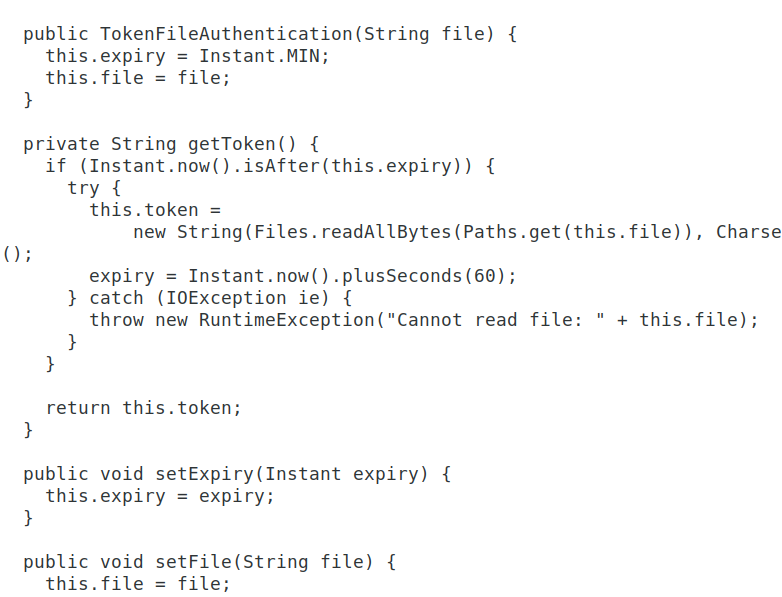 public TokenFileAuthentication(String file) {
this.expiry = Instant.MIN;
this.file = file;
}
private String getToken() {
if (Instant.now().isAfter(this.expiry)) {
try {
this.token =
new String(Files.readAllBytes(Paths.get(this.file)), Charse
();
expiry = Instant.now().plusSeconds(60);
} catch (IOException ie) {
throw new RuntimeException("Cannot read file: " + this.file);
}
}
return this.token;
}
public void setExpiry(Instant expiry) {
this.expiry = expiry;
}
public void setFile(String file) {
this.file = file;